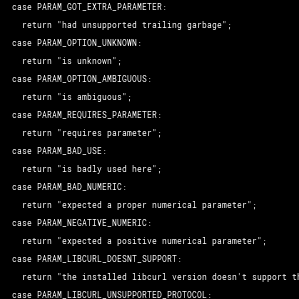 case PARAM_GOT_EXTRA_PARAMETER:
return "had unsupported trailing garbage";
case PARAM_OPTION_UNKNOWN:
return "is unknown";
case PARAM_OPTION_AMBIGUOUS:
return "is ambiguous";
case PARAM_REQUIRES_PARAMETER:
return "requires parameter";
case PARAM_BAD_USE:
return "is badly used here";
case PARAM_BAD_NUMERIC:
return "expected a proper numerical parameter";
case PARAM_NEGATIVE_NUMERIC:
return "expected a positive numerical parameter";
case PARAM_LIBCURL_DOESNT_SUPPORT:
return "the installed libcurl version doesn't support th
case PARAM_LIBCURL_UNSUPPORTED_PROTOCOL: